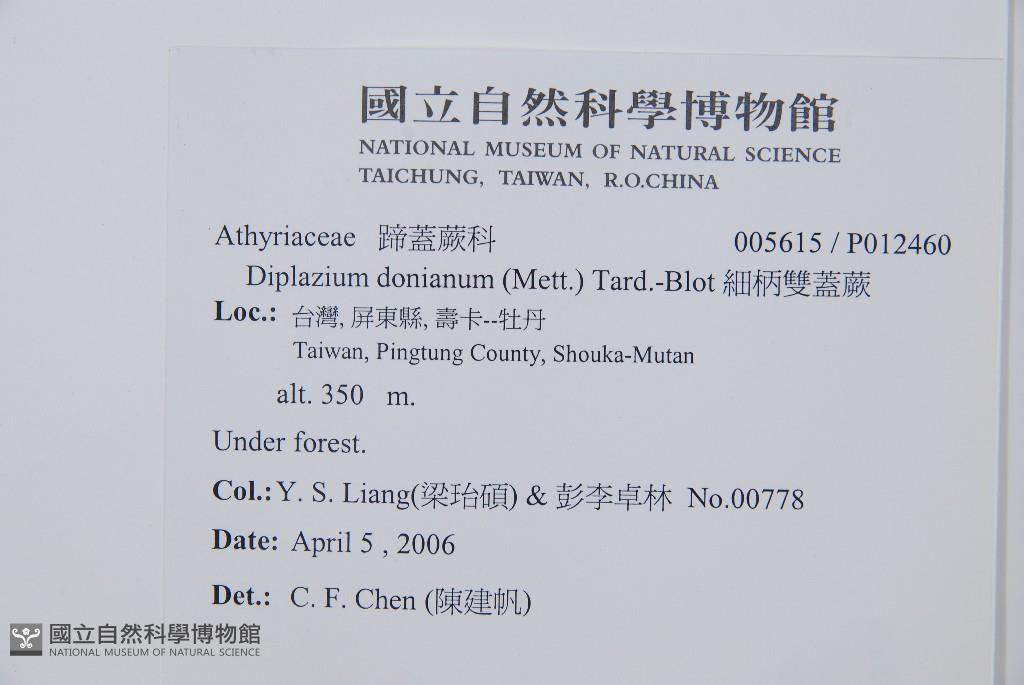 國立自然科學博物館
NATIONAL MUSEUM OF NATURAL SCIENCE
TAICHUNG, TAIWAN, R.O.CHINA
Athyriaceae 蹄蓋蕨科 005615 / P012460
Diplazium donianum (Mett.) Tard.-Blot 細柄雙蓋蕨
Loc.: 台灣, 屏東縣, 壽卡--牡丹
Taiwan, Pingtung County, Shouka-Mutan
alt. 350 m.
Under forest.
Col.: Y. S. Liang(梁珆碩) & 彭李卓林 No.00778
Date: April 5 , 2006
Det.: C. F. Chen (陳建帆)
國立自然科學博物館
NATIONAL MUSEUM OF NATURAL SCIENCE